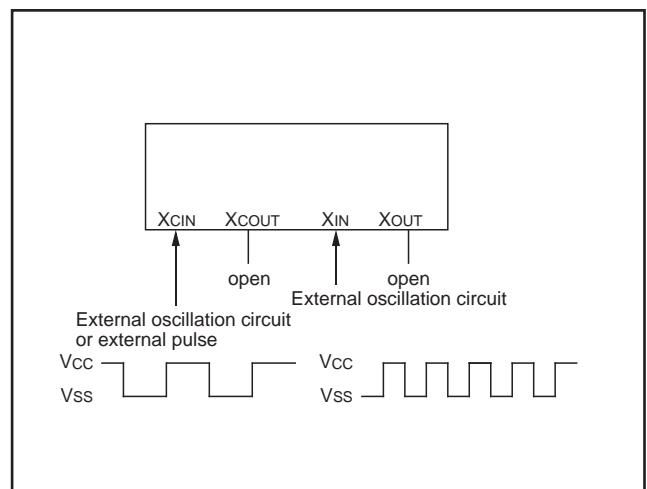 XCIN XCOUT XIN XOUT
open open
External oscillation circuit
External oscillation circuit
or external pulse
VCC VCC
VSS VSS